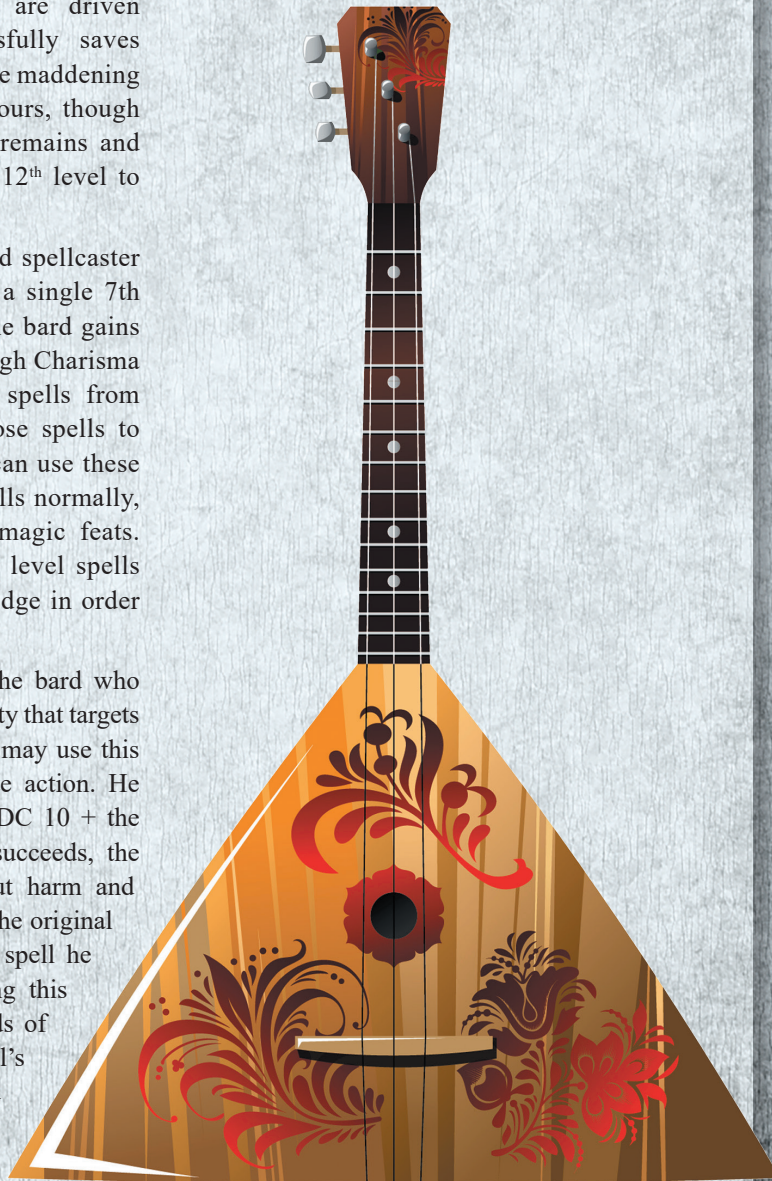 are driven
sfully saves
e maddening
ours, though
remains and
12th level to
d spellcaster
a single 7th
e bard gains
gh Charisma
spells from
ose spells to
can use these
lls normally,
magic feats.
level spells
dge in order
he bard who
ty that targets
may use this
e action. He
DC 10 + the
succeeds, the
ut harm and
he original
spell he
ng this
ds of
l's